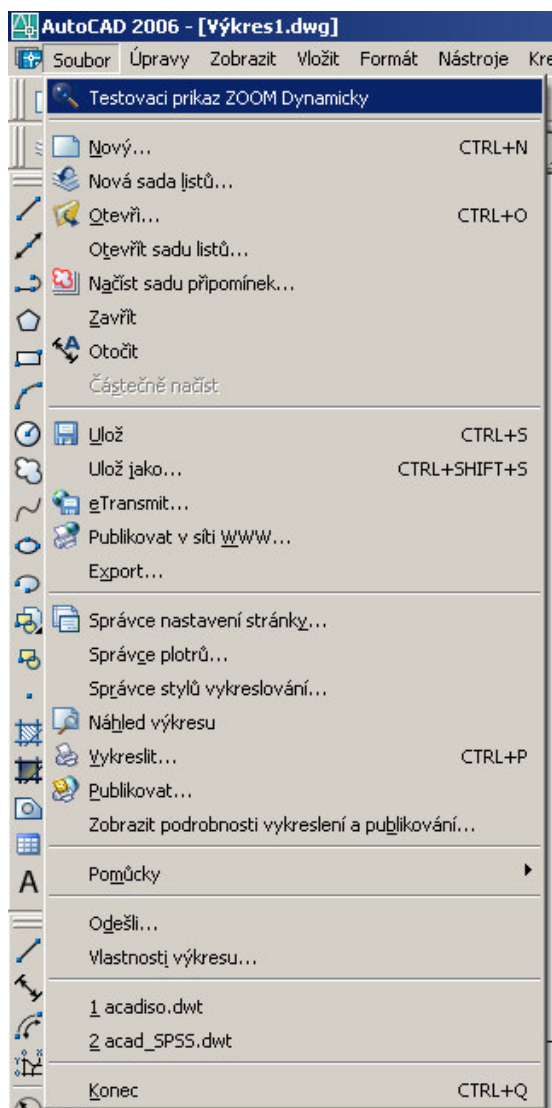 AutoCAD 2006 - [Výkres1.dwg]
Soubor Úpravy Zobrazit Vložit Formát Nástroje Kre
Testovaci prikaz ZOOM Dynamicky
Nový... CTRL+N
Nová sada listů...
Otevři... CTRL+O
Otevřít sadu listů...
Načíst sadu připomínek...
Zavřít
Otočit
Částečně načíst
Ulož CTRL+S
Ulož jako... CTRL+SHIFT+S
eTransmit...
Publikovat v síti WWW...
Export...
Správce nastavení stránky...
Správce plotrů...
Správce stylů vykreslování...
Náhled výkresu
Vykreslit... CTRL+P
Publikovat...
Zobrazit podrobnosti vykreslení a publikování...
Pomůcky
Odešli...
Vlastnosti výkresu...
1 acadiso.dwt
2 acad_SPSS.dwt
Konec CTRL+Q